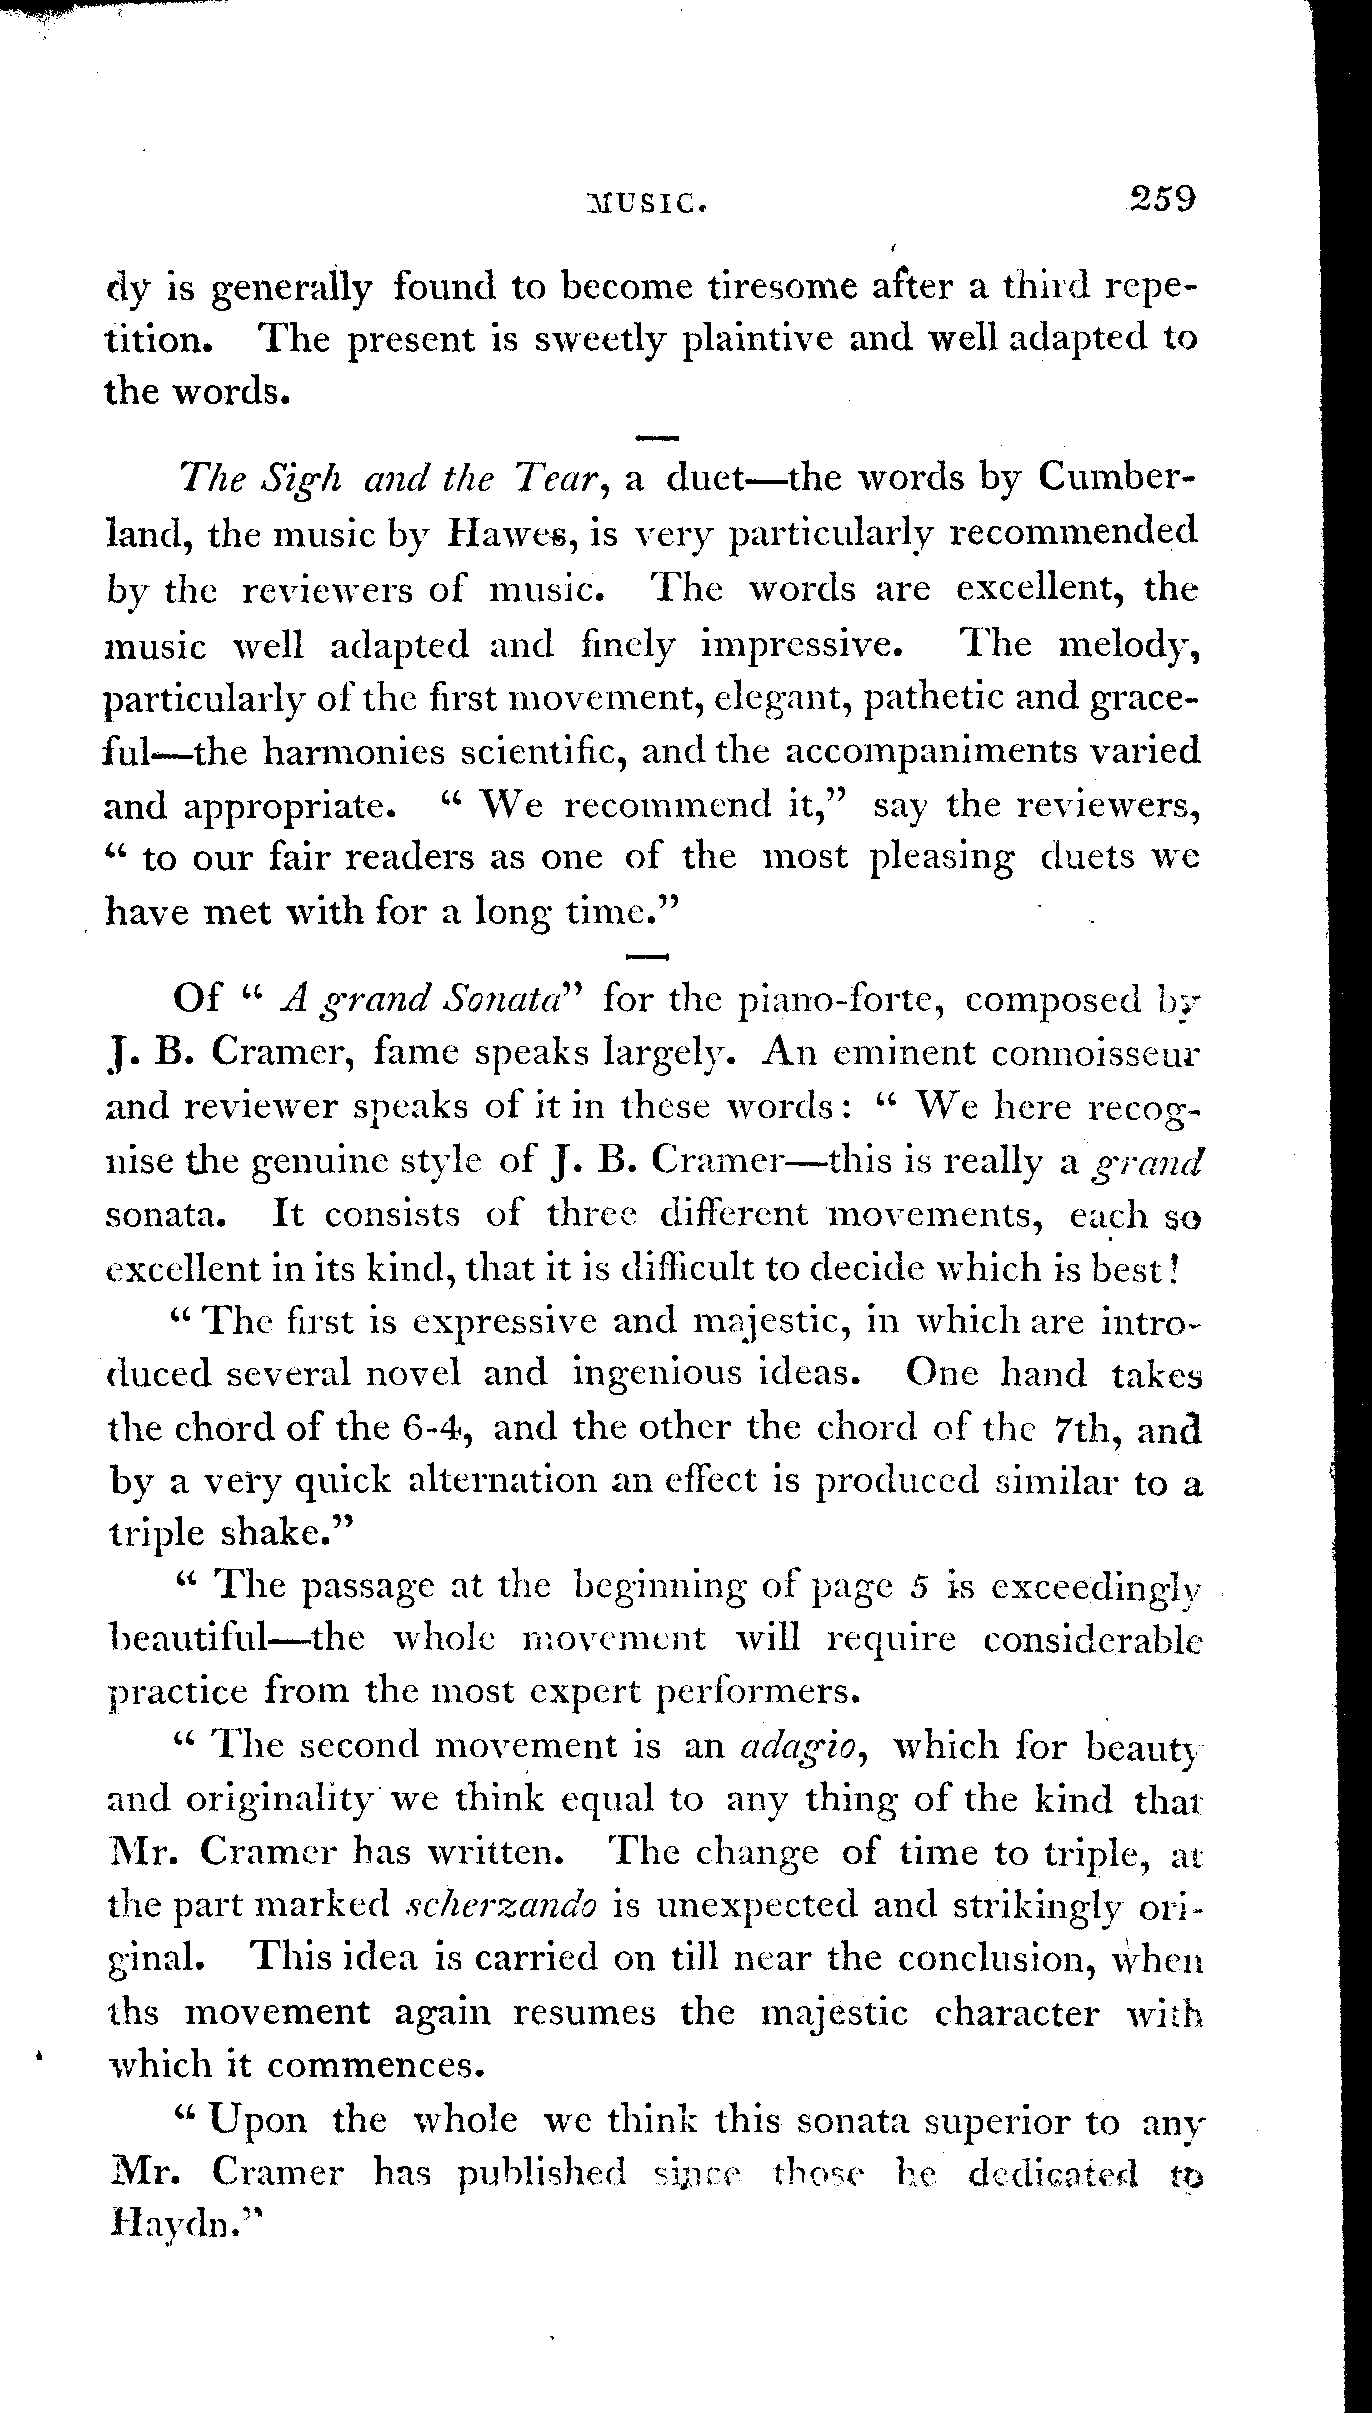 MUSIC. 259
dy is generally found to become tiresome after a third repe-
tition. The present is sweetly plaintive and well adapted to
the words.
The Sigh and the Tear, a duet—the words by Cumber-
land, the music by Hawes, is very particularly recommended
by the reviewers of music. The words are excellent, the
music well adapted and finely impressive. The melody,
particularly of the first movement, elegant, pathetic and grace-
ful—the harmonies scientific, and the accompaniments varied
and appropriate. “ We recommend it,” say the reviewers,
“ to our fair readers as one of the most pleasing duets we
have met with for a long time.”
Of “ A grand Sonata” for the piano-forte, composed by
J. B. Cramer, fame speaks largely. An eminent connoisseur
and reviewer speaks of it in these words: “ We here recog-
nise the genuine style of J. B. Cramer—this is really a grand
sonata. It consists of three different movements, each so
excellent in its kind, that it is difficult to decide which is best!
“ The first is expressive and majestic, in which are intro-
duced several novel and ingenious ideas. One hand takes
the chord of the 6-4, and the other the chord of the 7th, and
by a very quick alternation an effect is produced similar to a
triple shake.”
“ The passage at the beginning of page 5 is exceedingly
beautiful—the whole movement will require considerable
practice from the most expert performers.
“ The second movement is an adagio, which for beauty
and originality we think equal to any thing of the kind that
Mr. Cramer has written. The change of time to triple, at
the part marked scherzando is unexpected and strikingly ori-
ginal. This idea is carried on till near the conclusion, when
ths movement again resumes the majestic character with
which it commences.
“ Upon the whole we think this sonata superior to any
Mr. Cramer has published since those he dedicated to
Haydn.”